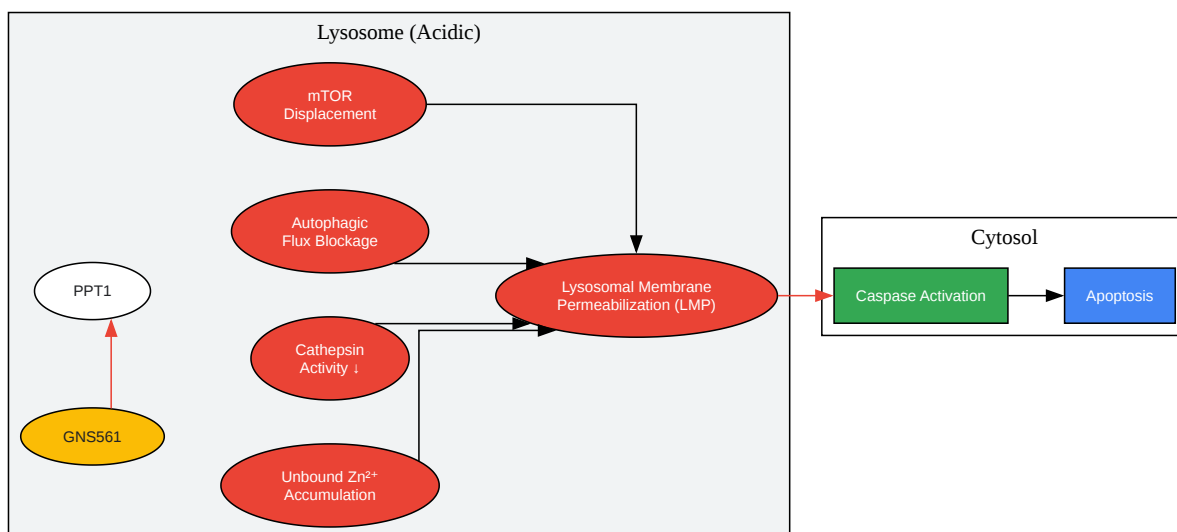 Lysosome (Acidic)
mTOR
Displacement
Autophagic
Flux Blockage
Cytosol
PPT1
Lysosomal Membrane
Permeabilization (LMP)
Caspase Activation
Apoptosis
Cathepsin
Activity ↓
GNS561
Unbound Zn²⁺
Accumulation